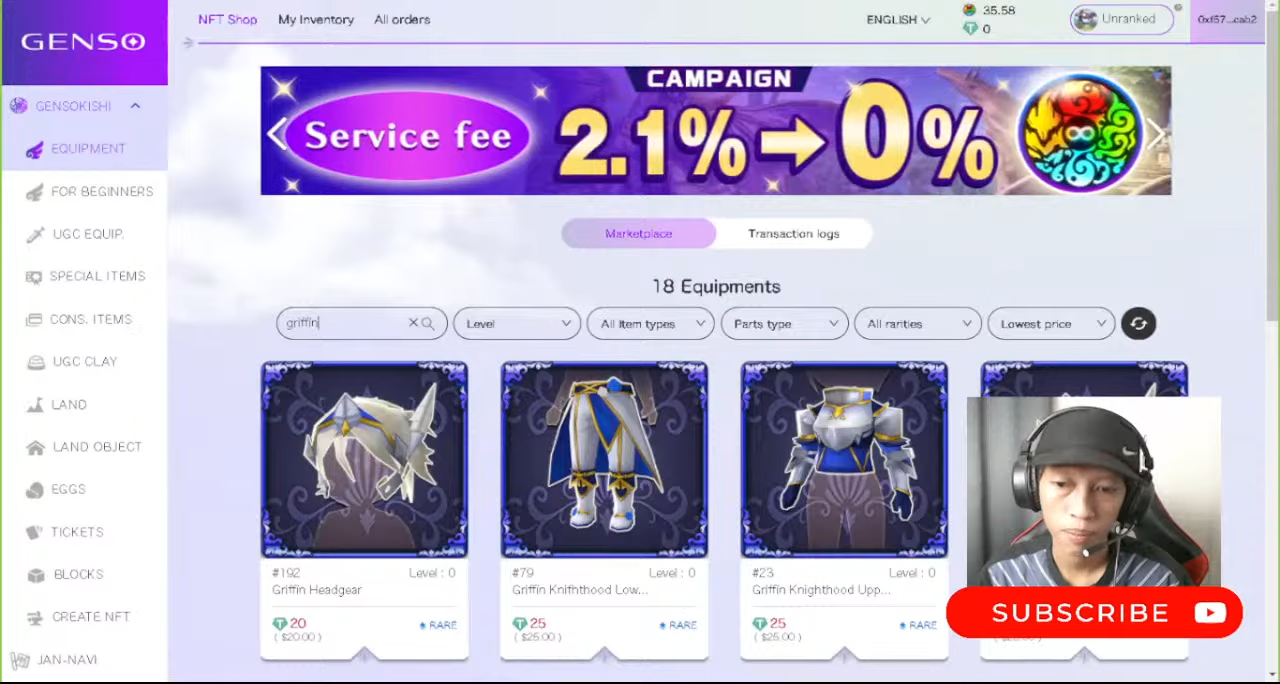 GENSO
NFT Shop
My Inventory
All orders
ENGLISH
35.58
0
Unranked
0xf57...cab2
GENSOKISHI
EQUIPMENT
FOR BEGINNERS
UGC EQUIP.
SPECIAL ITEMS
CONS. ITEMS
UGC CLAY
LAND
LAND OBJECT
EGGS
TICKETS
BLOCKS
CREATE NFT
JAN-NAVI
CAMPAIGN
Service fee
2.1% → 0%
Marketplace
Transaction logs
18 Equipments
griffin
Level
All Item types
Parts type
All rarities
Lowest price
#192 Level : 0
Griffin Headgear
20
( $20.00 )
RARE
#79 Level : 0
Griffin Knifhthood Low...
25
( $25.00 )
RARE
#23 Level : 0
Griffin Knighthood Upp...
25
( $25.00 )
RARE
SUBSCRIBE